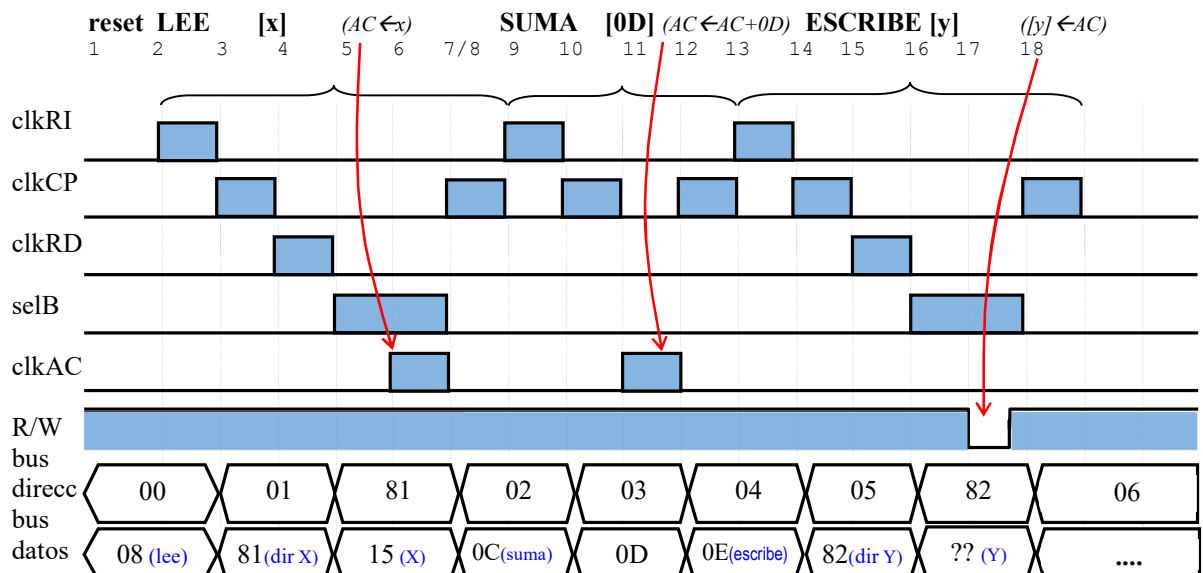 reset LEE [x] (AC←x) SUMA [0D] (AC←AC+0D) ESCRIBE [y] ([y]←AC)
1 2 3 4 5 6 7/8 9 10 11 12 13 14 15 16 17 18
clkRI
clkCP
clkRD
selB
clkAC
R/W
bus
direcc 00 01 81 02 03 04 05 82 06
bus
datos 08 (lee) 81(dir X) 15 (X) 0C(suma) 0D 0E(escribe) 82(dir Y) ?? (Y) ....